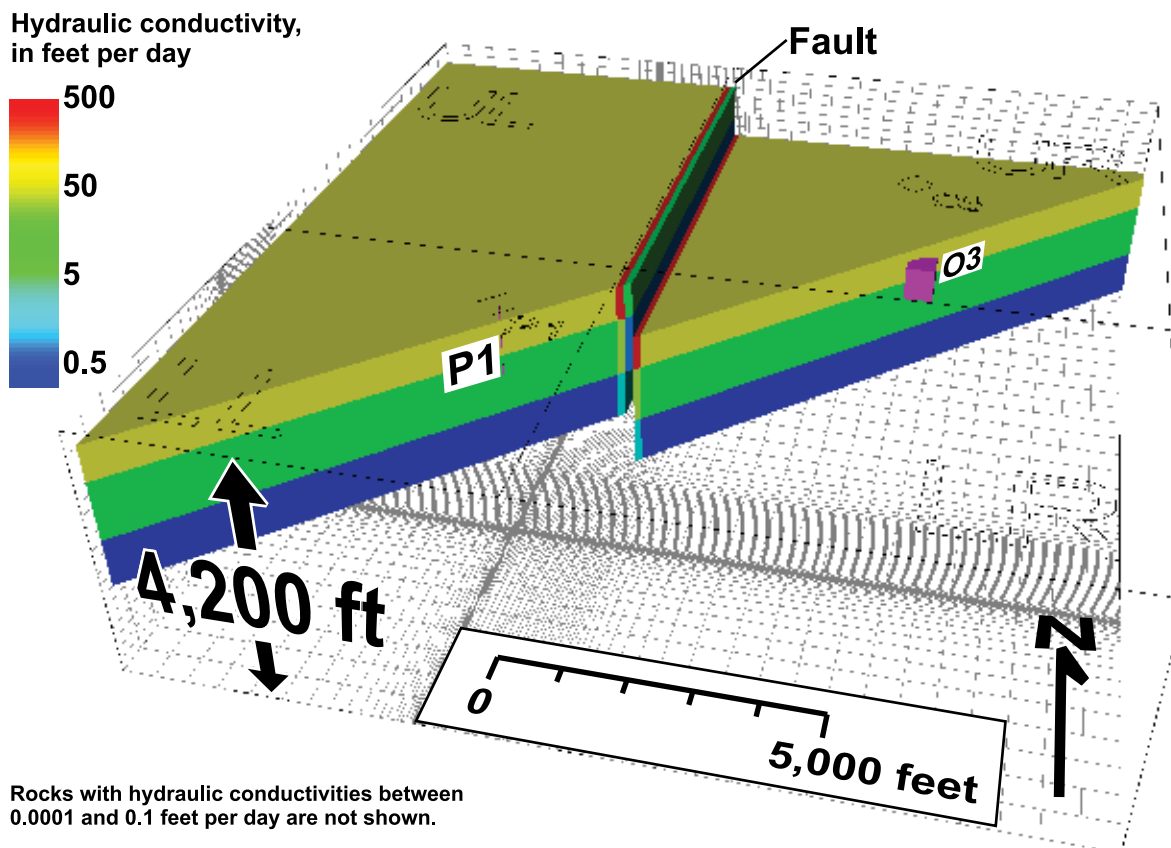 Hydraulic conductivity,
in feet per day
500
50
5
0.5
Fault
O3
P1
4,200 ft
N
0
5,000 feet
Rocks with hydraulic conductivities between
0.0001 and 0.1 feet per day are not shown.